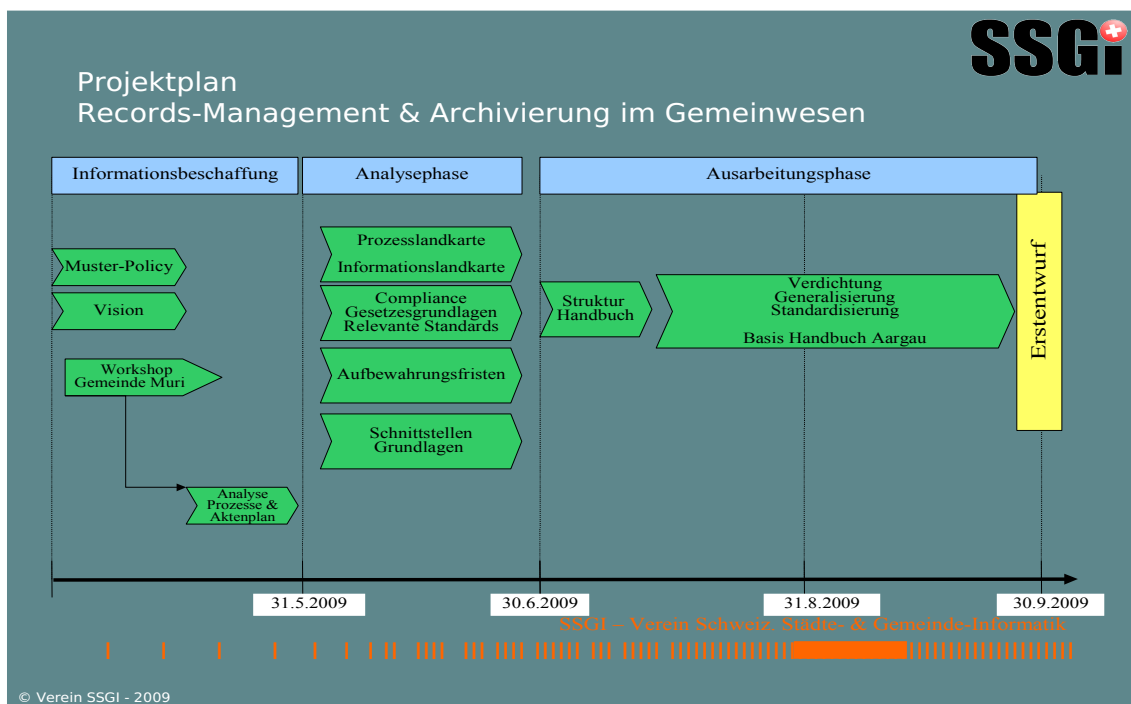 SSGi
Projektplan
Records-Management & Archivierung im Gemeinwesen
Informationsbeschaffung
Analysephase
Ausarbeitungsphase
Muster-Policy
Vision
Workshop
Gemeinde Muri
Analyse
Prozesse &
Aktenplan
Prozesslandkarte
Informationslandkarte
Compliance
Gesetzesgrundlagen
Relevante Standards
Aufbewahrungsfristen
Schnittstellen
Grundlagen
Struktur
Handbuch
Verdichtung
Generalisierung
Standardisierung
Basis Handbuch Aargau
Erstentwurf
31.5.2009
30.6.2009
31.8.2009
30.9.2009
SSGI – Verein Schweiz. Städte- & Gemeinde-Informatik
© Verein SSGI - 2009